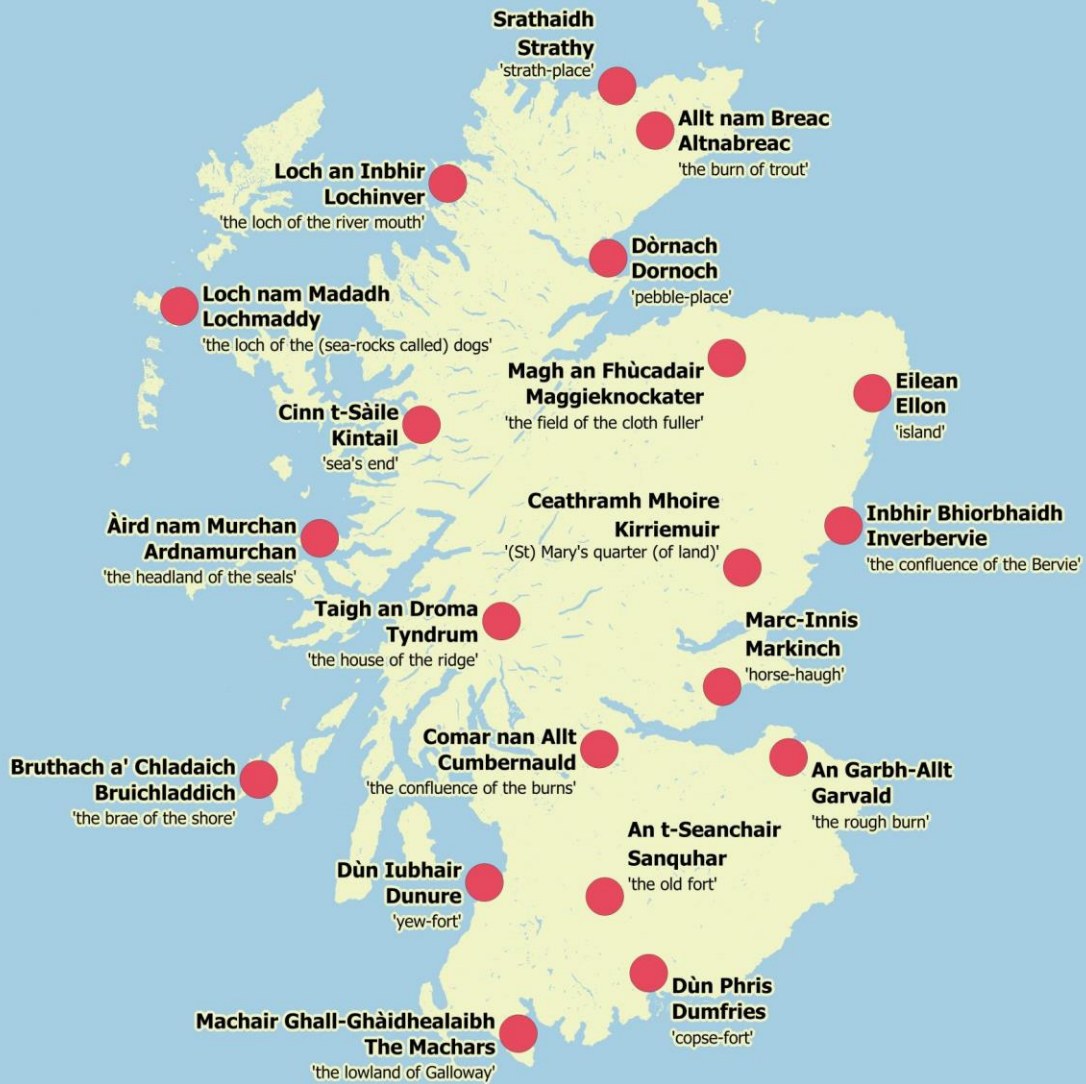 Srathaidh
Strathy
'strath-place'
Allt nam Breac
Altnabreac
'the burn of trout'
Loch an Inbhir
Lochinver
'the loch of the river mouth'
Dòrnach
Dornoch
'pebble-place'
Loch nam Madadh
Lochmaddy
'the loch of the (sea-rocks called) dogs'
Magh an Fhùcadair
Maggieknockater
'the field of the cloth fuller'
Eilean
Ellon
'island'
Cinn t-Sàile
Kintail
'sea's end'
Ceathramh Mhoire
Kirriemuir
'(St) Mary's quarter (of land)'
Inbhir Bhiorbhaidh
Inverbervie
'the confluence of the Bervie'
Àird nam Murchan
Ardnamurchan
'the headland of the seals'
Taigh an Droma
Tyndrum
'the house of the ridge'
Marc-Innis
Markinch
'horse-haugh'
Comar nan Allt
Cumbernauld
'the confluence of the burns'
Bruthach a' Chladaich
Bruichladdich
'the brae of the shore'
An Garbh-Allt
Garvald
'the rough burn'
An t-Seanchair
Sanquhar
'the old fort'
Dùn Iubhair
Dunure
'yew-fort'
Dùn Phris
Dumfries
'copse-fort'
Machair Ghall-Ghàidhealaibh
The Machars
'the lowland of Galloway'